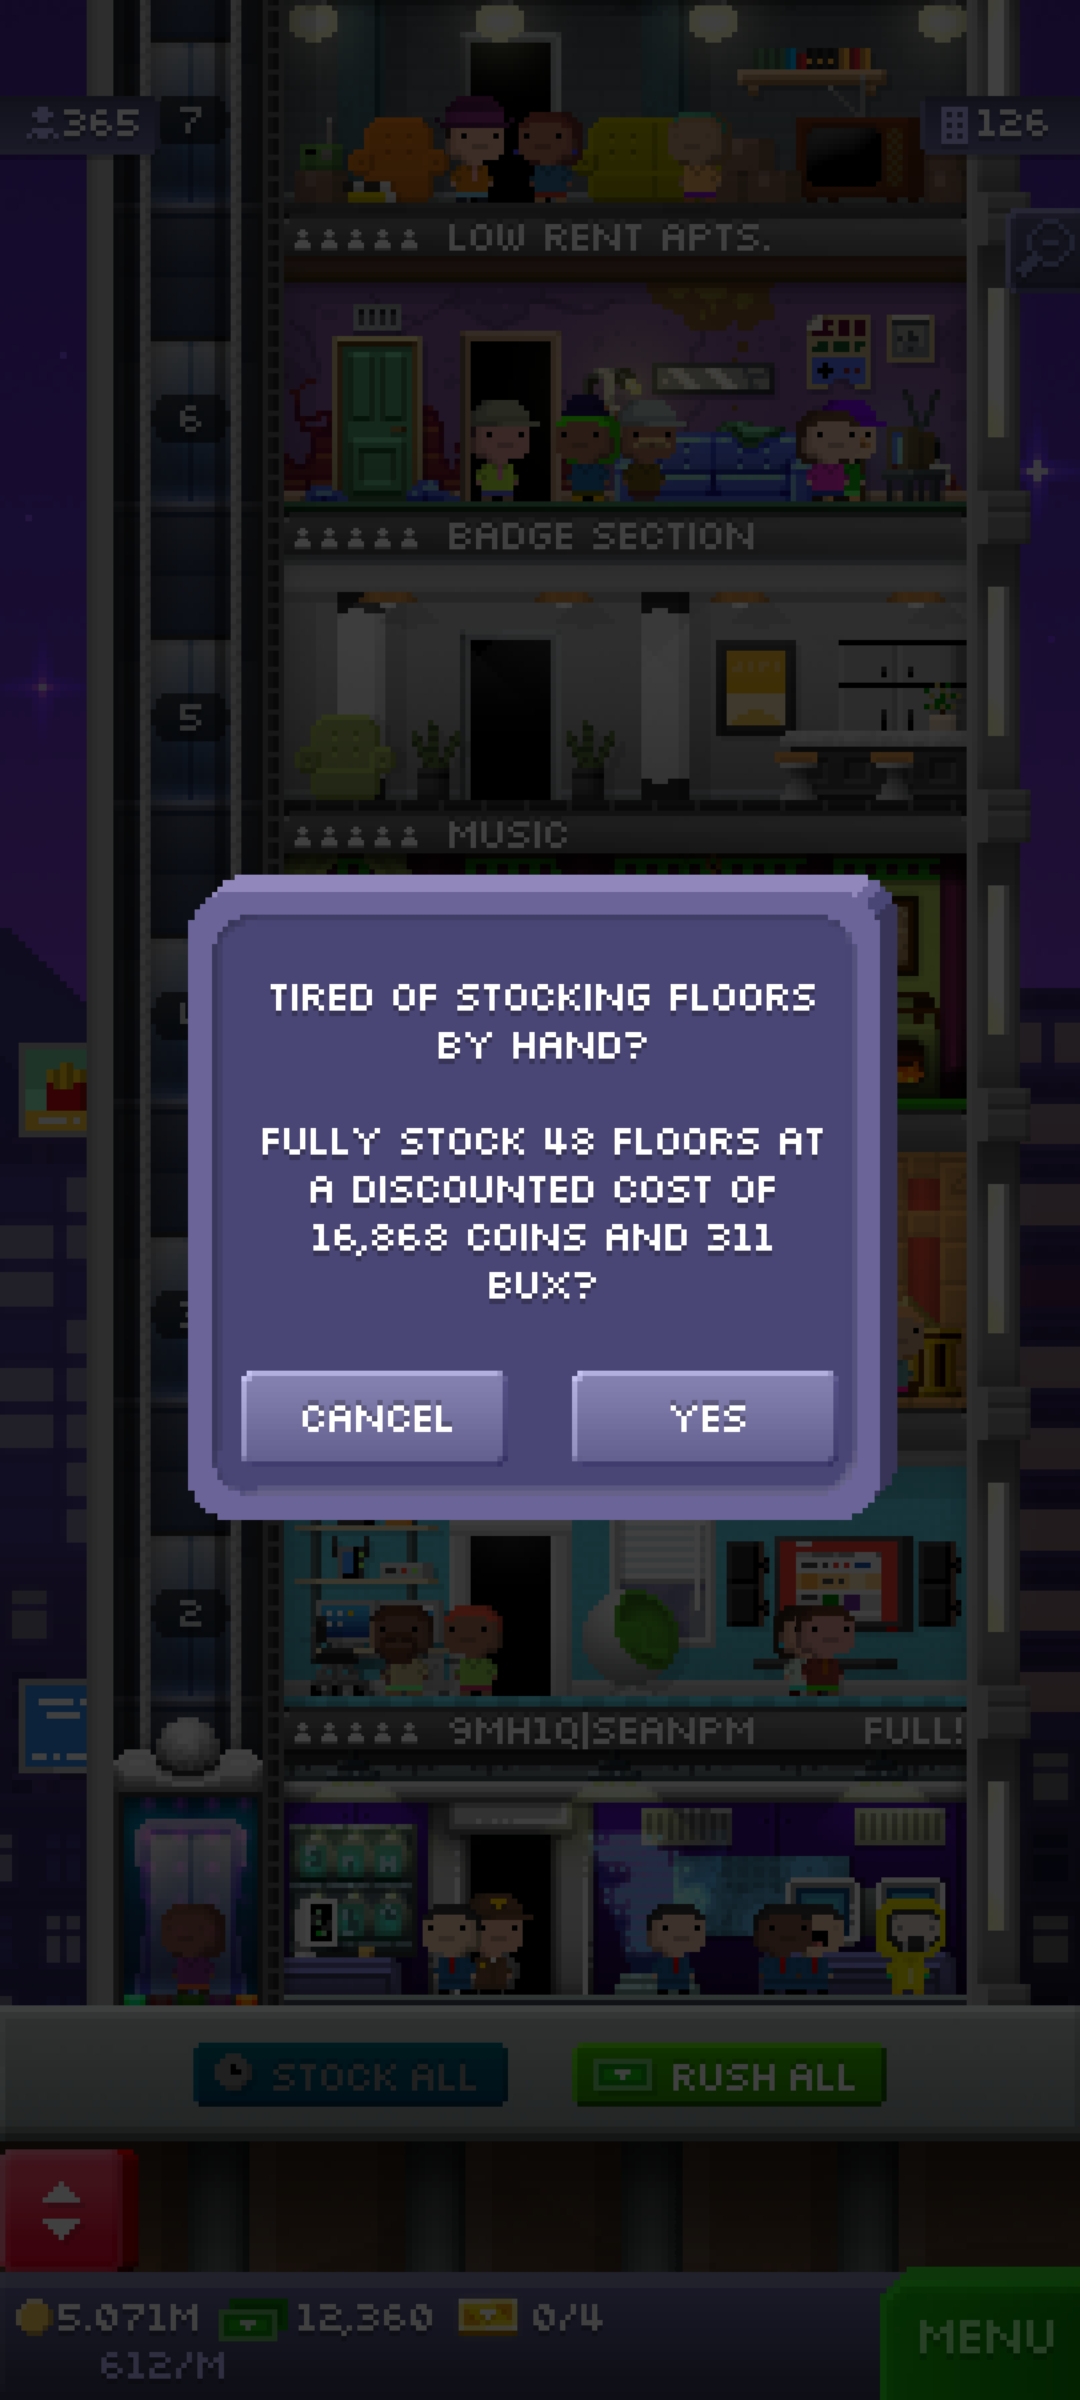 365
7
126
LOW RENT APTS.
6
BADGE SECTION
5
MUSIC
TIRED OF STOCKING FLOORS
BY HAND?
FULLY STOCK 48 FLOORS AT
A DISCOUNTED COST OF
16,868 COINS AND 311
BUX?
CANCEL
YES
2
9MH1Q|SEANPM
FULL!
STOCK ALL
RUSH ALL
5.071M
12,360
0/4
612/M
MENU